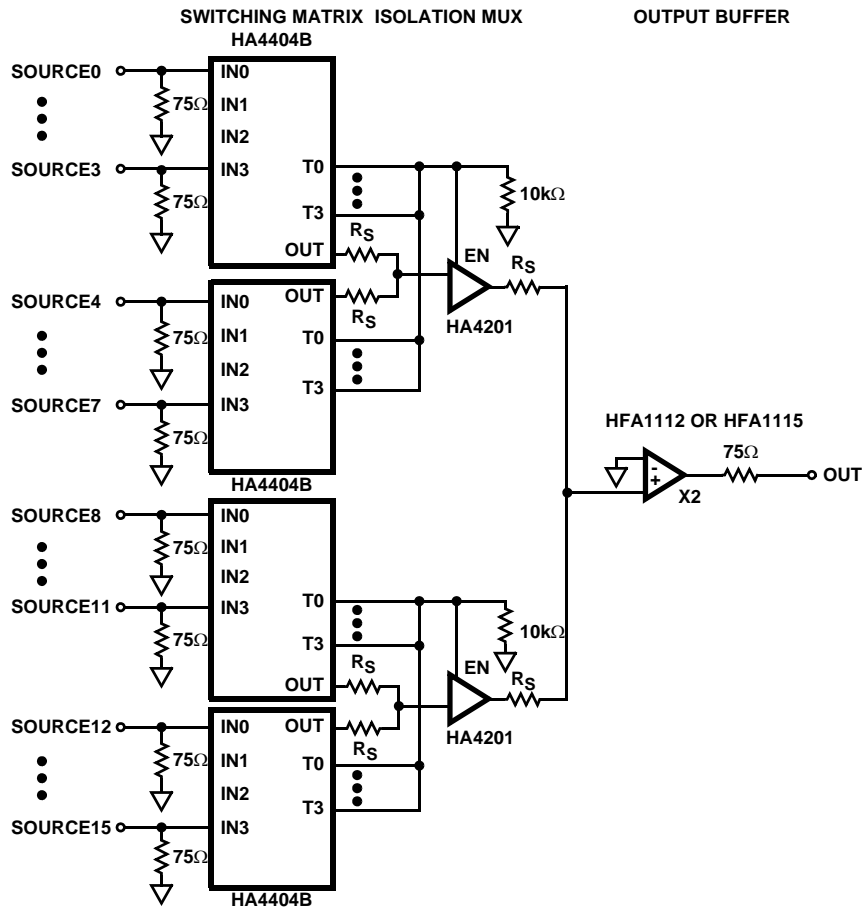 SWITCHING MATRIX ISOLATION MUX OUTPUT BUFFER
HA4404B
SOURCE0
75Ω
IN0
IN1
IN2
SOURCE3
75Ω
IN3
T0
T3
OUT
10kΩ
RS
EN
RS
HA4201
SOURCE4
75Ω
IN0
IN1
IN2
SOURCE7
75Ω
IN3
OUT
RS
T0
T3
HA4404B
HFA1112 OR HFA1115
-
+
X2
75Ω
OUT
SOURCE8
75Ω
IN0
IN1
IN2
SOURCE11
75Ω
IN3
T0
T3
OUT
10kΩ
RS
EN
RS
HA4201
SOURCE12
75Ω
IN0
IN1
IN2
SOURCE15
75Ω
IN3
OUT
RS
T0
T3
HA4404B